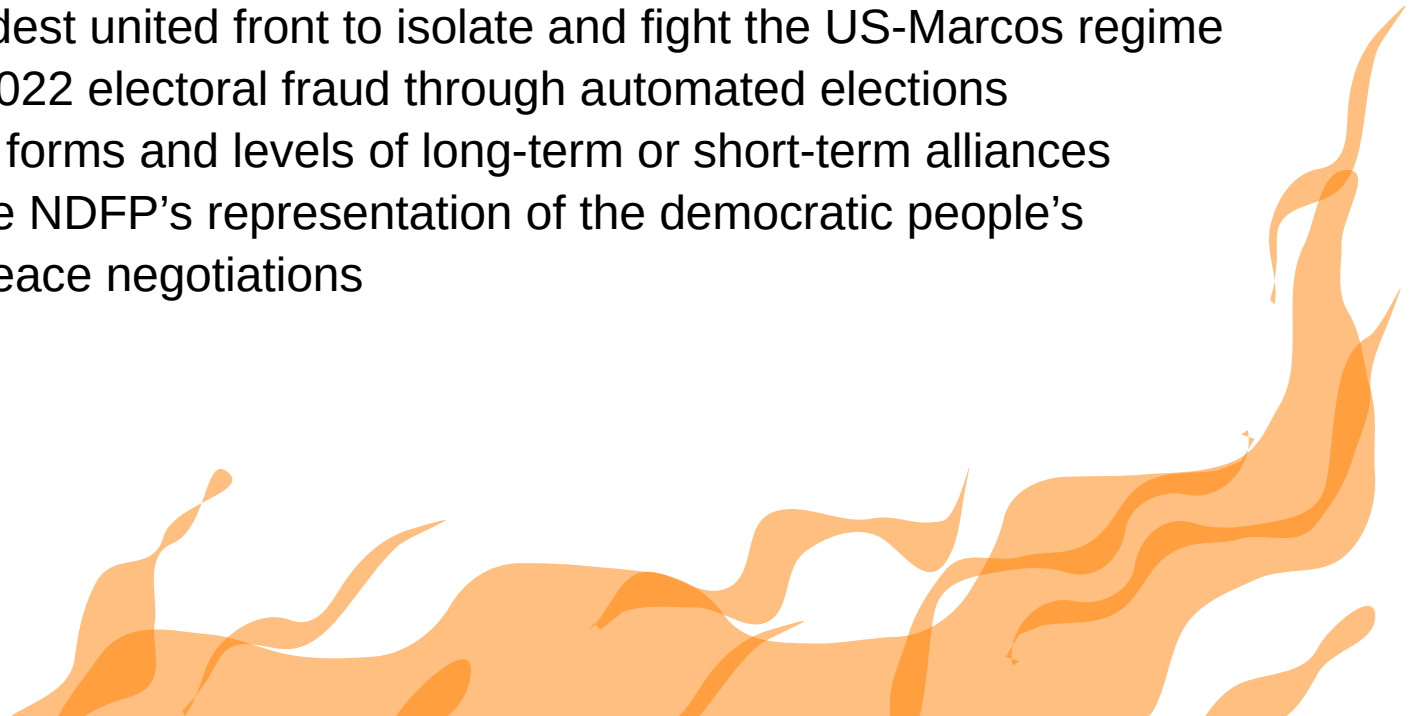 dest united front to isolate and fight the US-Marcos regime
022 electoral fraud through automated elections
forms and levels of long-term or short-term alliances
e NDFP’s representation of the democratic people’s
eace negotiations